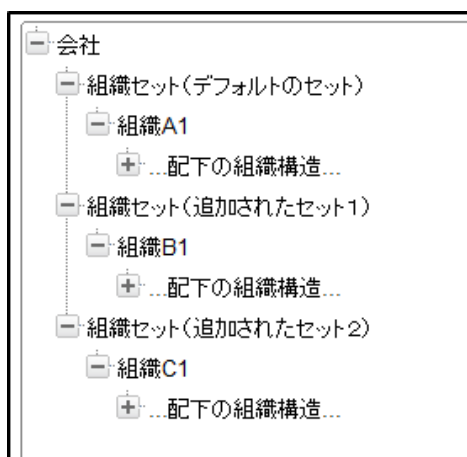 会社
組織セット(デフォルトのセット)
組織A1
...配下の組織構造...
組織セット(追加されたセット1)
組織B1
...配下の組織構造...
組織セット(追加されたセット2)
組織C1
...配下の組織構造...